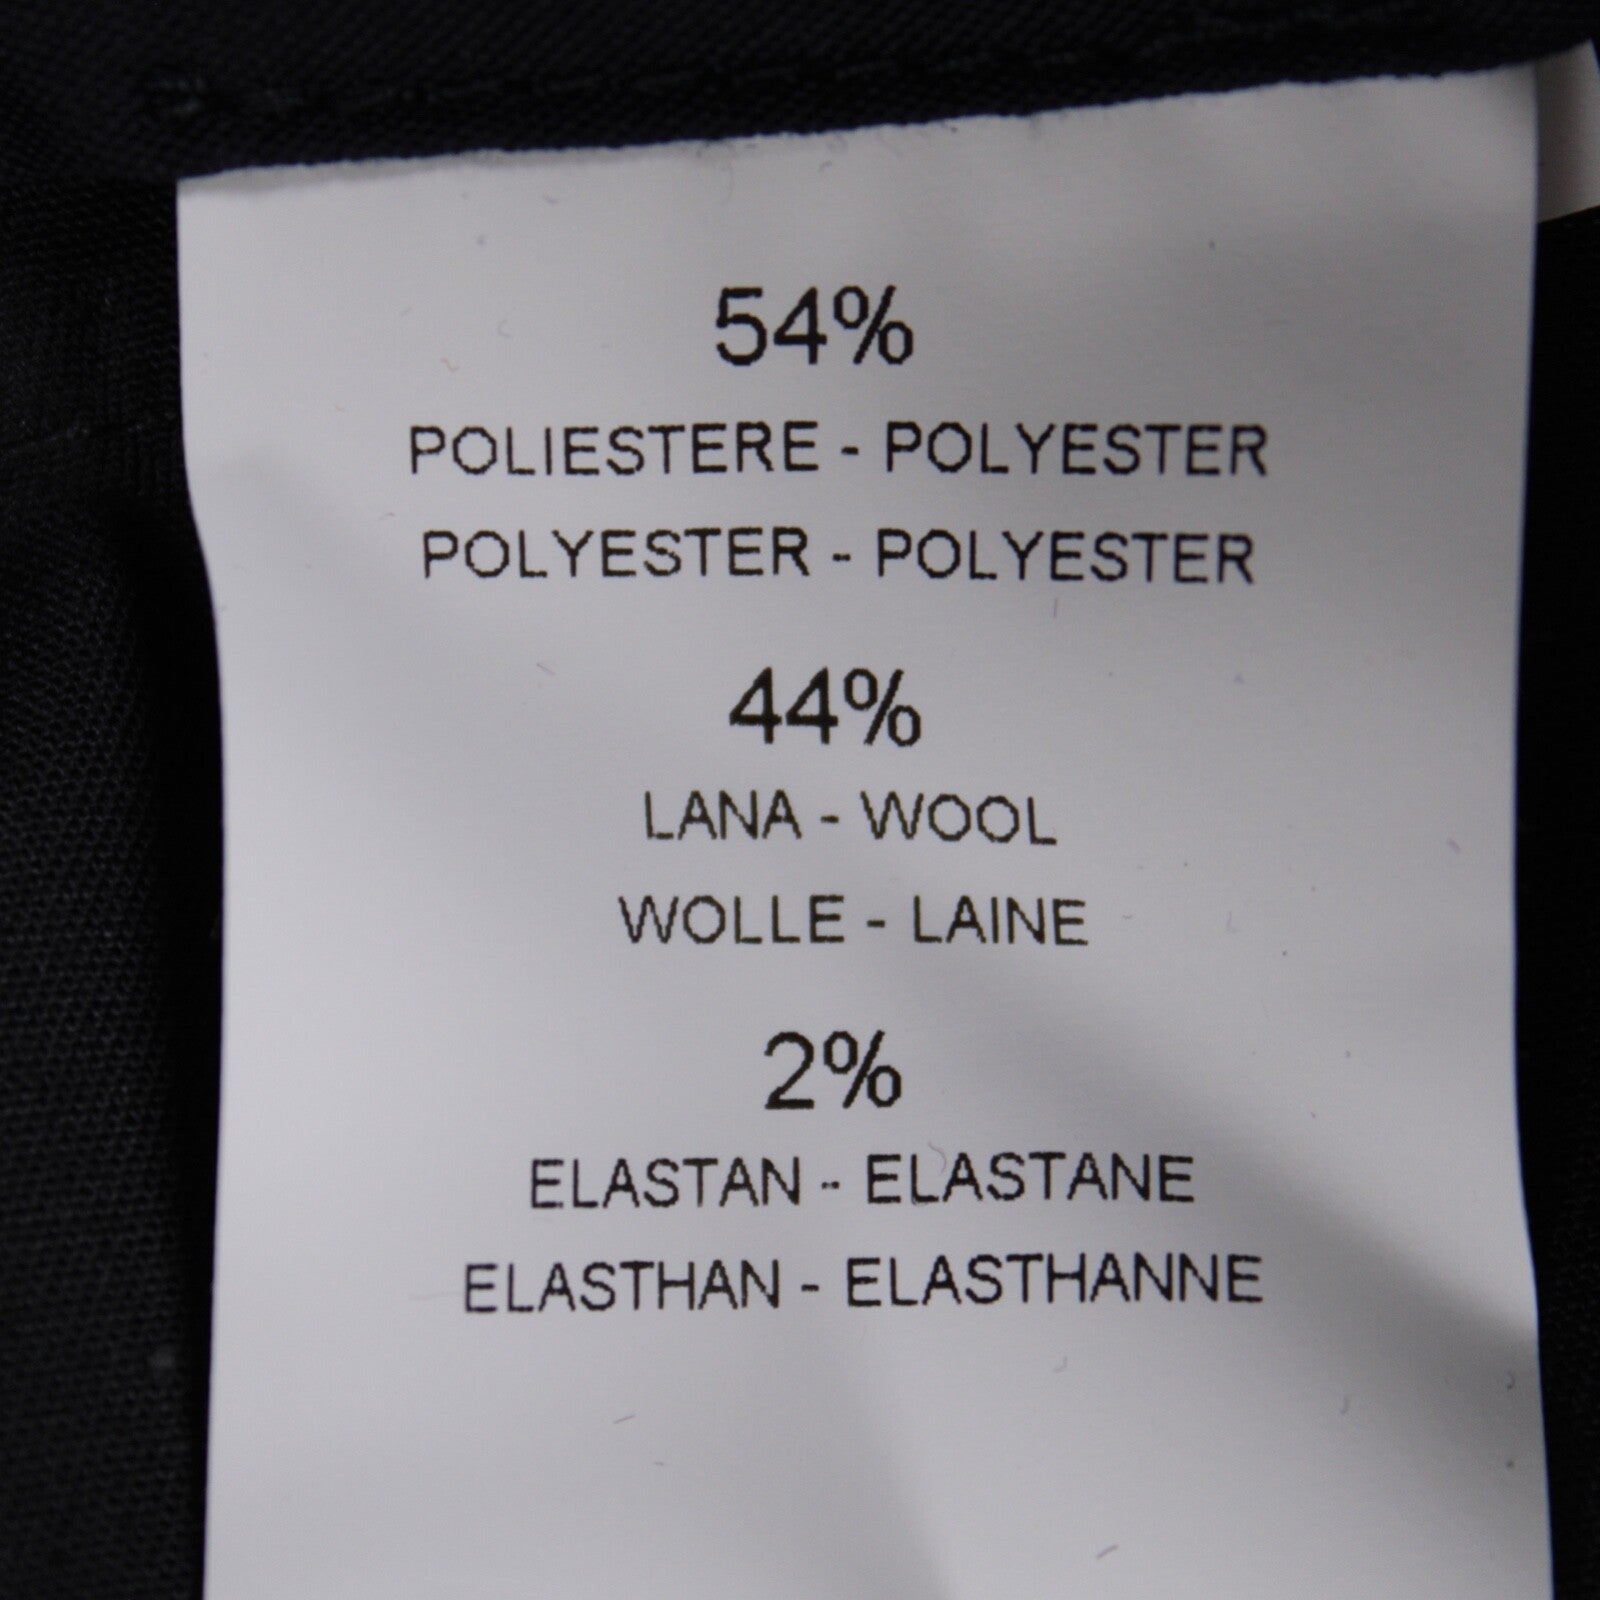 54%
POLIESTERE - POLYESTER
POLYESTER - POLYESTER
44%
LANA - WOOL
WOLLE - LAINE
2%
ELASTAN - ELASTANE
ELASTHAN - ELASTHANNE